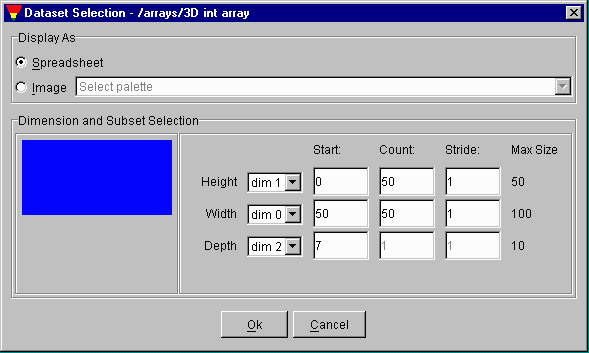 Dataset Selection - /arrays/3D int array
Display As
Spreadsheet
Image Select palette
Dimension and Subset Selection
Start: Count: Stride: Max Size
Height dim 1 0 50 1 50
Width dim 0 50 50 1 100
Depth dim 2 7 1 1 10
Ok Cancel